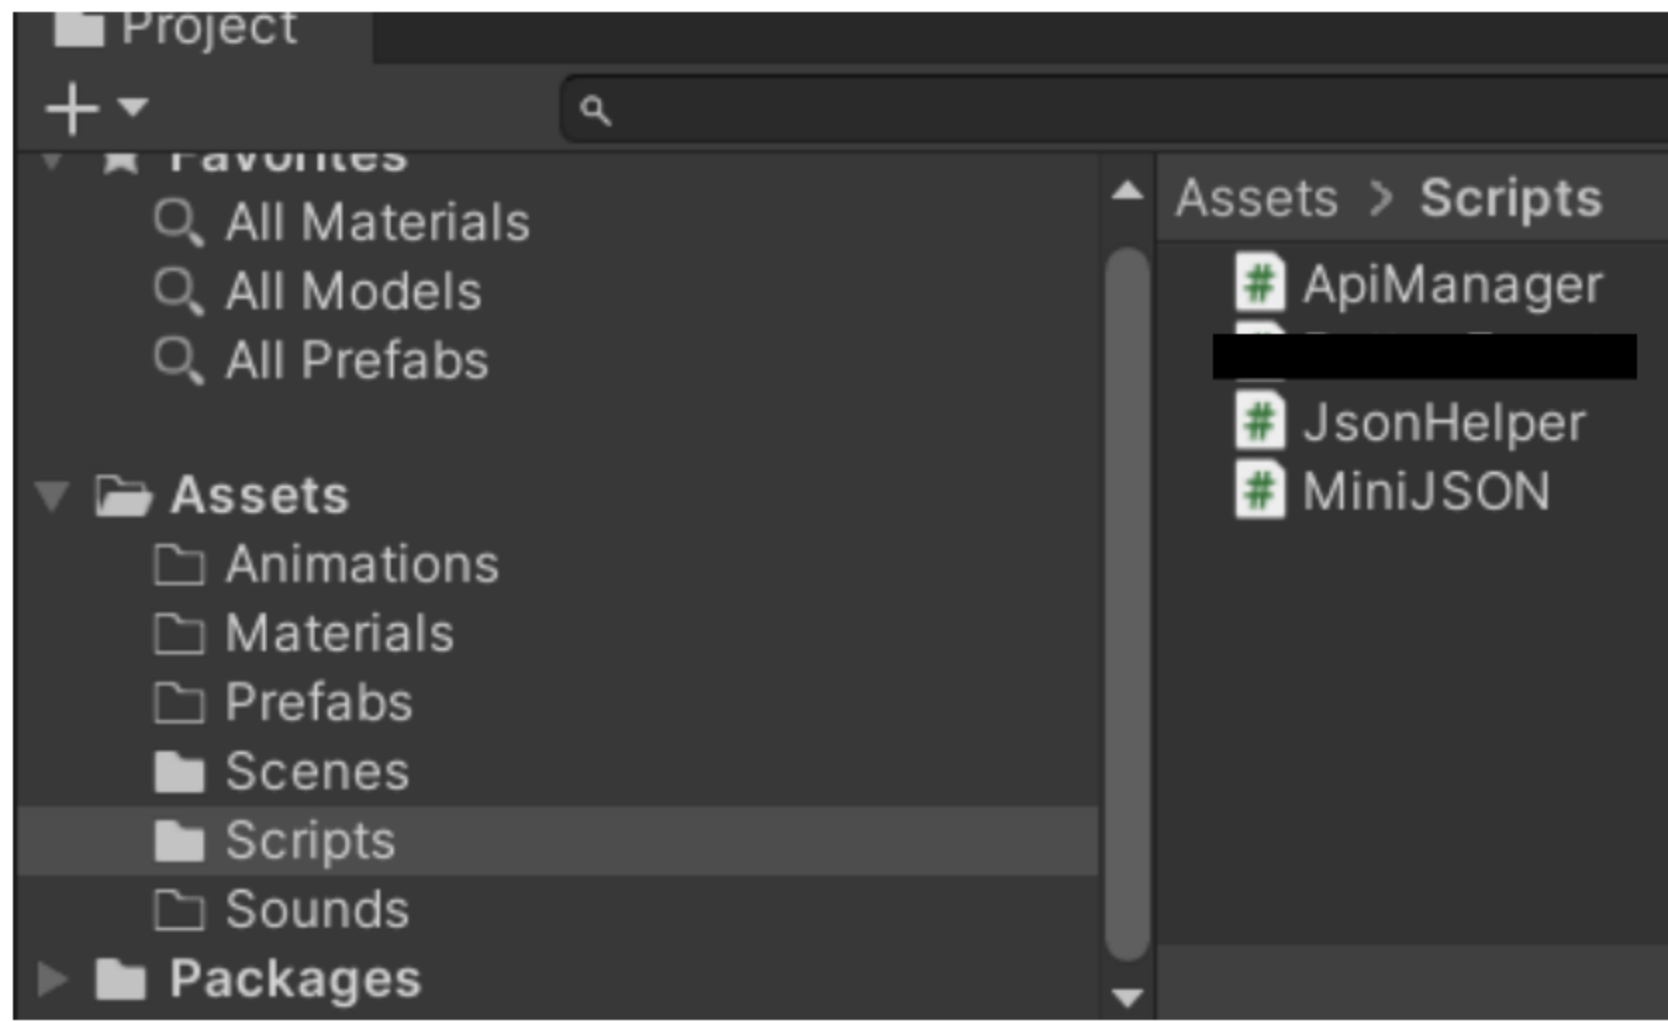 Project
Favorites
All Materials
All Models
All Prefabs
Assets
Animations
Materials
Prefabs
Scenes
Scripts
Sounds
Packages
Assets > Scripts
# ApiManager
# JsonHelper
# MiniJSON